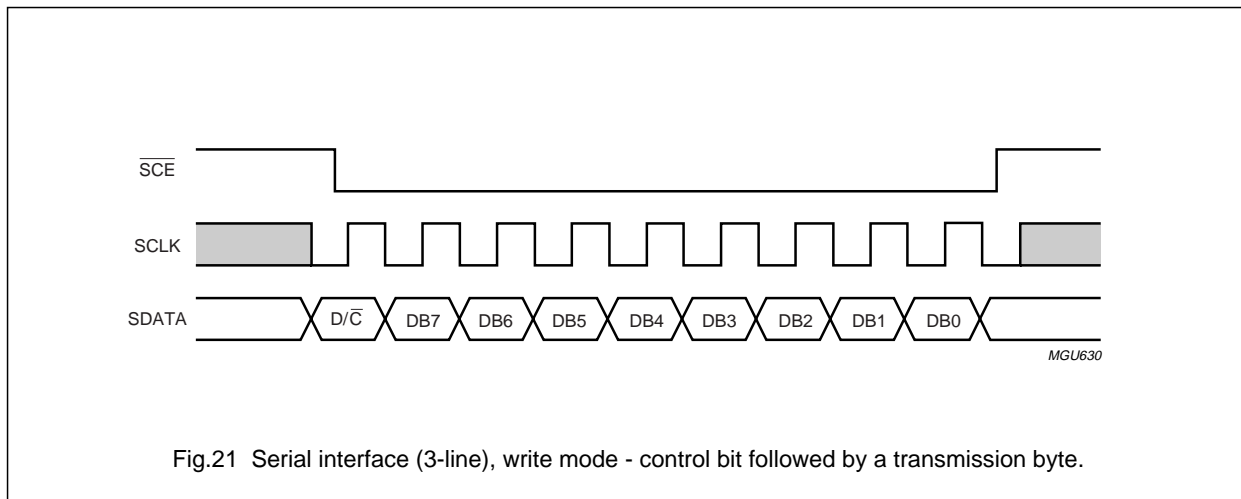 S̅C̅E̅
SCLK
SDATA
D/C̅ DB7 DB6 DB5 DB4 DB3 DB2 DB1 DB0
MGU630
Fig.21 Serial interface (3-line), write mode - control bit followed by a transmission byte.